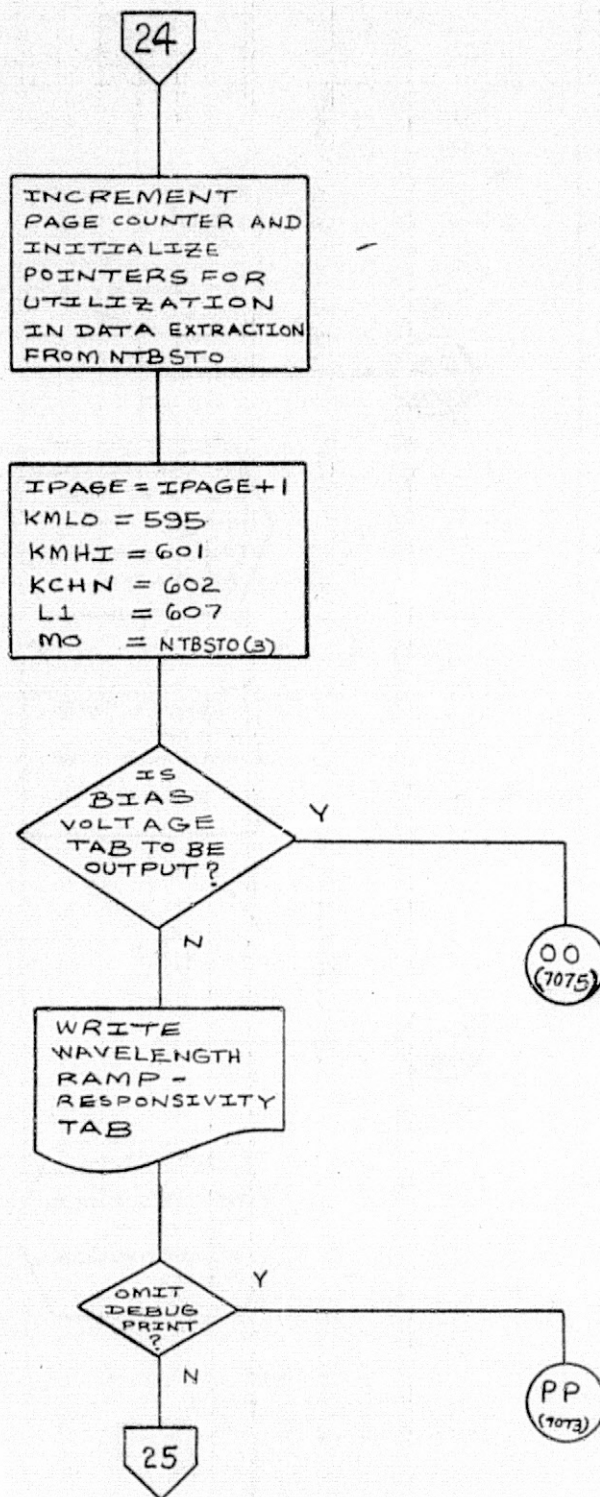 24
INCREMENT
PAGE COUNTER AND
INITIALIZE
POINTERS FOR
UTILIZATION
IN DATA EXTRACTION
FROM NTBSTO
IPAGE = IPAGE+1
KMLO = 595
KMHI = 601
KCHN = 602
L1 = 607
MO = NTBSTO(3)
IS
BIAS
VOLTAGE
TAB TO BE
OUTPUT?
Y
N
OO
(7075)
WRITE
WAVELENGTH
RAMP -
RESPONSIVITY
TAB
OMIT
DEBUG
PRINT
?
Y
N
PP
(7073)
25